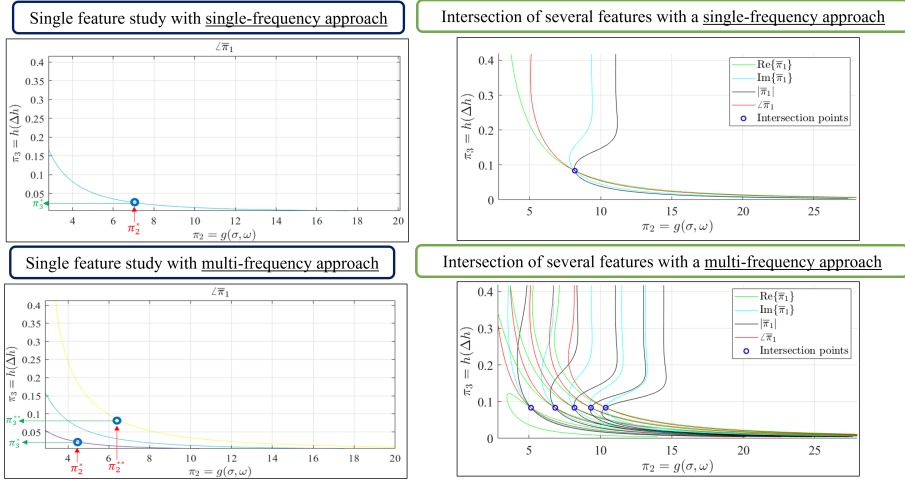 Single feature study with single-frequency approach
∠π̅₁
0.4
0.35
0.3
0.25
0.2
0.15
0.1
0.05
π₃ = h(Δh)
π₃*
4
6
8
10
12
14
16
18
20
π₂*
π₂ = g(σ, ω)
Intersection of several features with a single-frequency approach
Re{π̅₁}
Im{π̅₁}
|π̅₁|
∠π̅₁
Intersection points
0.4
0.3
0.2
0.1
0
π₃ = h(Δh)
5
10
15
20
25
π₂ = g(σ, ω)
Single feature study with multi-frequency approach
∠π̅₁
0.4
0.35
0.3
0.25
0.2
0.15
0.1
0.05
π₃ = h(Δh)
π₃**
π₃*
4
6
8
10
12
14
16
18
20
π₂*
π₂**
π₂ = g(σ, ω)
Intersection of several features with a multi-frequency approach
Re{π̅₁}
Im{π̅₁}
|π̅₁|
∠π̅₁
Intersection points
0.4
0.3
0.2
0.1
0
π₃ = h(Δh)
5
10
15
20
25
π₂ = g(σ, ω)